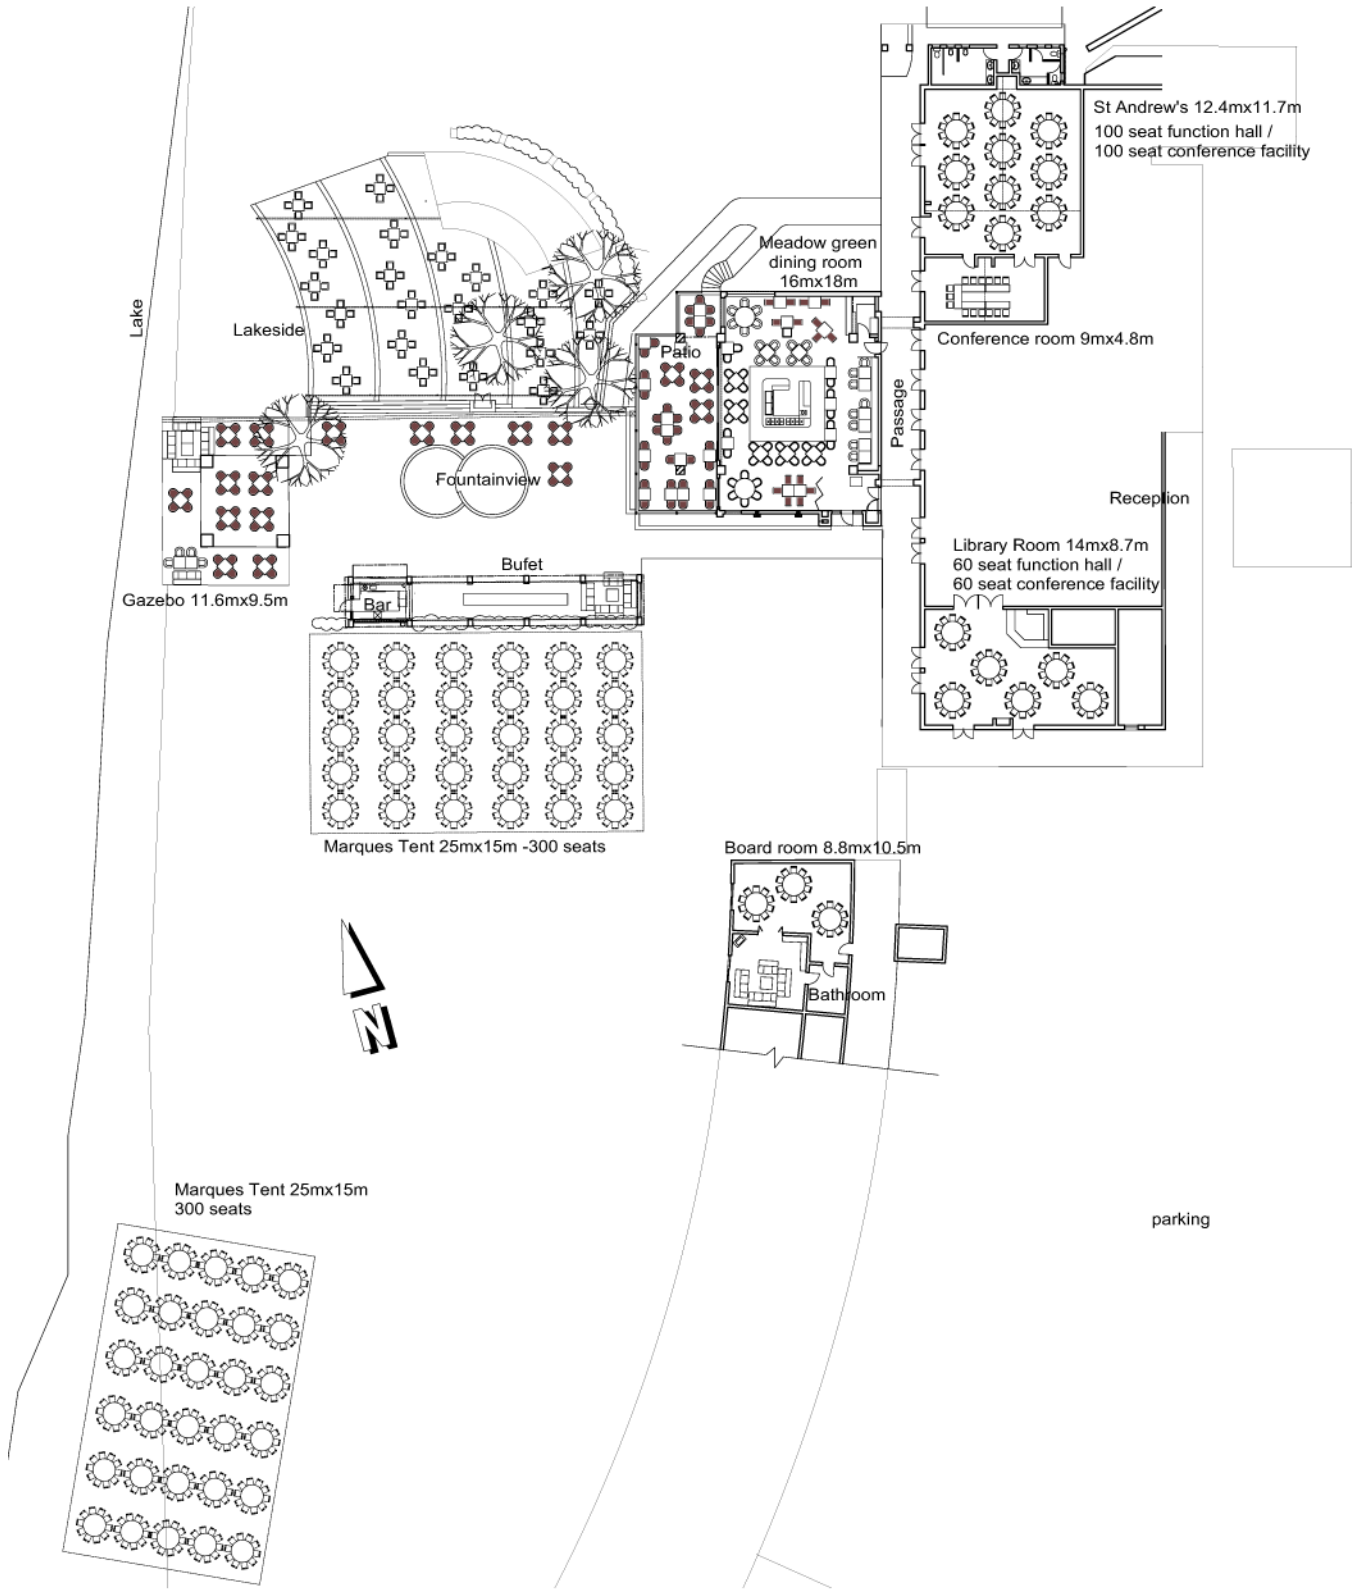 St Andrew's 12.4mx11.7m
100 seat function hall /
100 seat conference facility
Meadow green
dining room
16mx18m
Lake
Lakeside
Conference room 9mx4.8m
Patio
Passage
Fountainview
Reception
Library Room 14mx8.7m
60 seat function hall /
60 seat conference facility
Bufet
Gazebo 11.6mx9.5m
Bar
Marques Tent 25mx15m -300 seats
Board room 8.8mx10.5m
Bathroom
N
Marques Tent 25mx15m
300 seats
parking